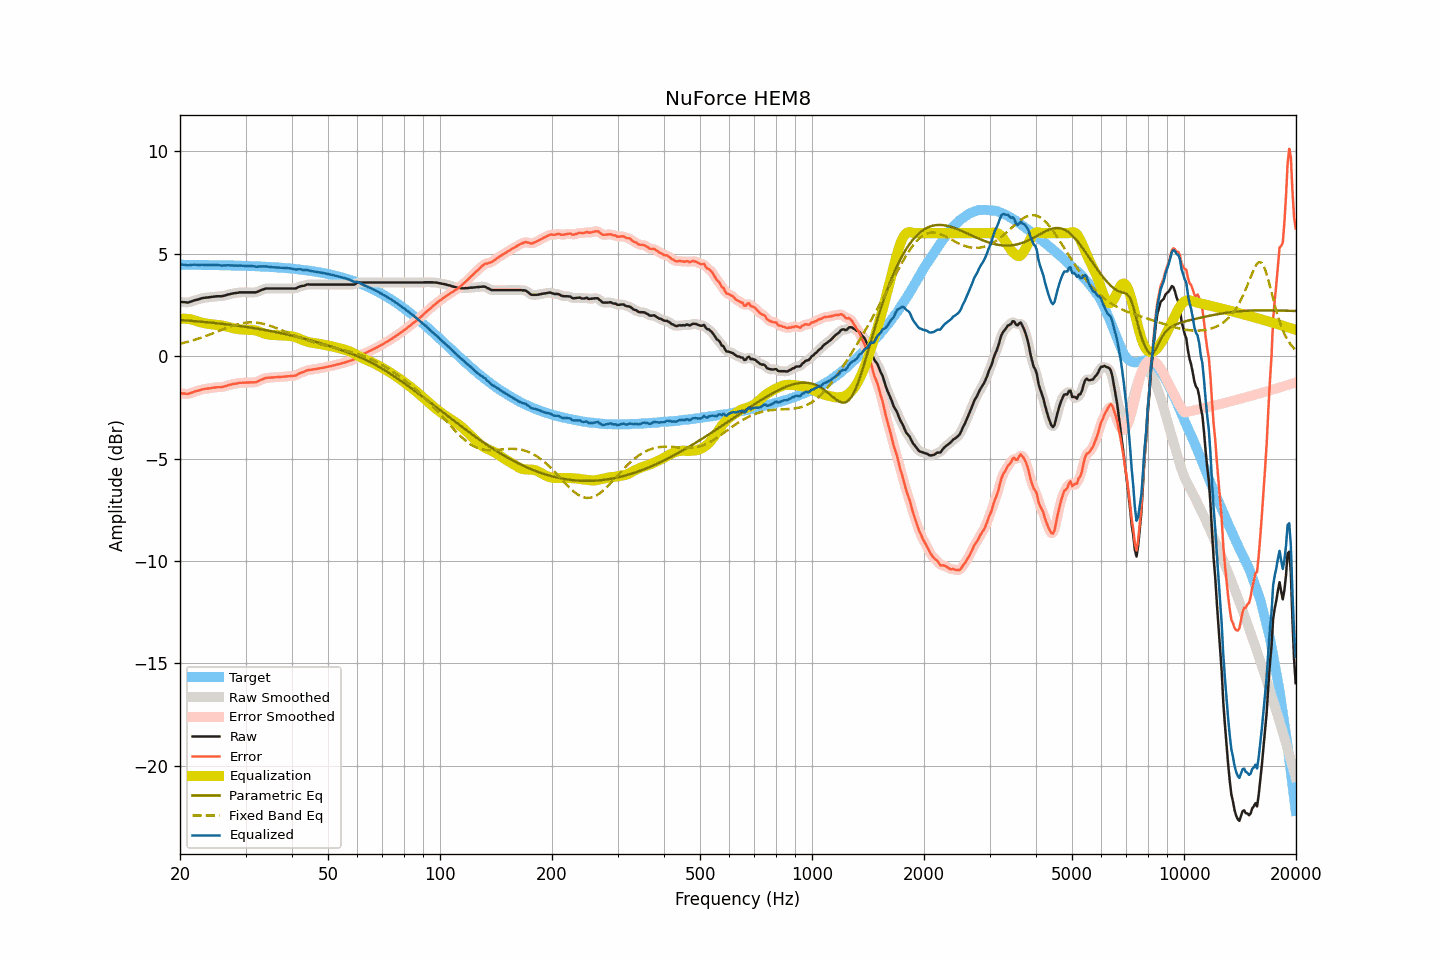 NuForce HEM8
10
5
0
−5
−10
−15
−20
Amplitude (dBr)
Target
Raw Smoothed
Error Smoothed
Raw
Error
Equalization
Parametric Eq
Fixed Band Eq
Equalized
20 50 100 200 500 1000 2000 5000 10000 20000
Frequency (Hz)